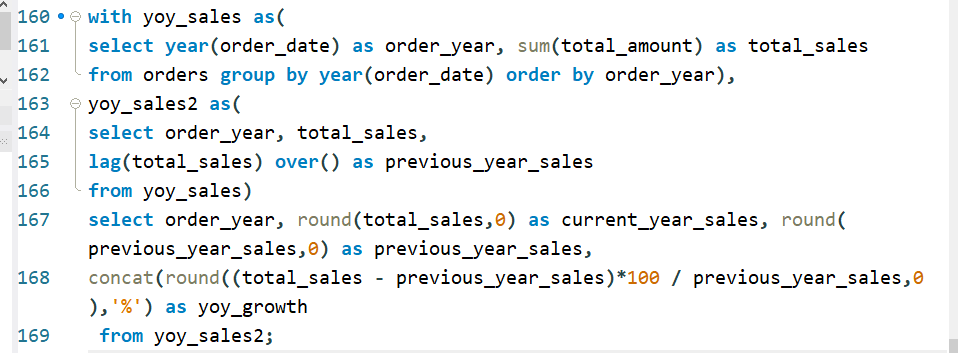 160 with yoy_sales as(
161 select year(order_date) as order_year, sum(total_amount) as total_sales
162 from orders group by year(order_date) order by order_year),
163 yoy_sales2 as(
164 select order_year, total_sales,
165 lag(total_sales) over() as previous_year_sales
166 from yoy_sales)
167 select order_year, round(total_sales,0) as current_year_sales, round(
previous_year_sales,0) as previous_year_sales,
168 concat(round((total_sales - previous_year_sales)*100 / previous_year_sales,0
),'%') as yoy_growth
169 from yoy_sales2;